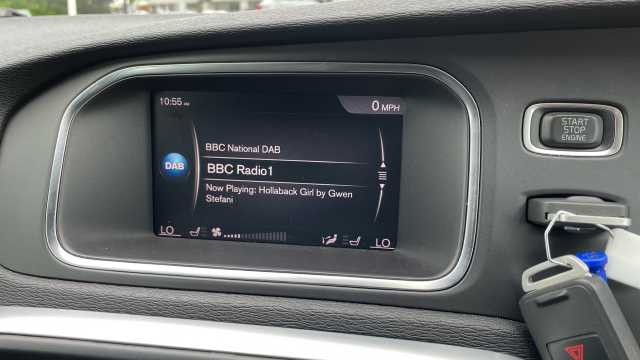 10:55 AM
0 MPH
BBC National DAB
DAB
BBC Radio1
Now Playing: Hollaback Girl by Gwen
Stefani
LO
LO
START
STOP
ENGINE